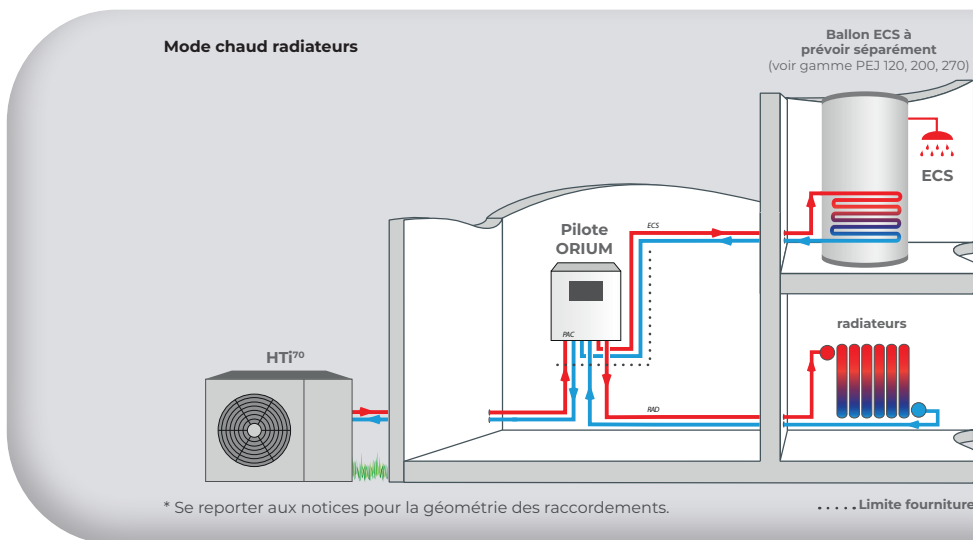 Mode chaud radiateurs
Ballon ECS à
prévoir séparément
(voir gamme PEJ 120, 200, 270)
ECS
Pilote
ORIUM
ECS
PAC
radiateurs
HTi⁷⁰
RAD
* Se reporter aux notices pour la géométrie des raccordements.
.....Limite fourniture